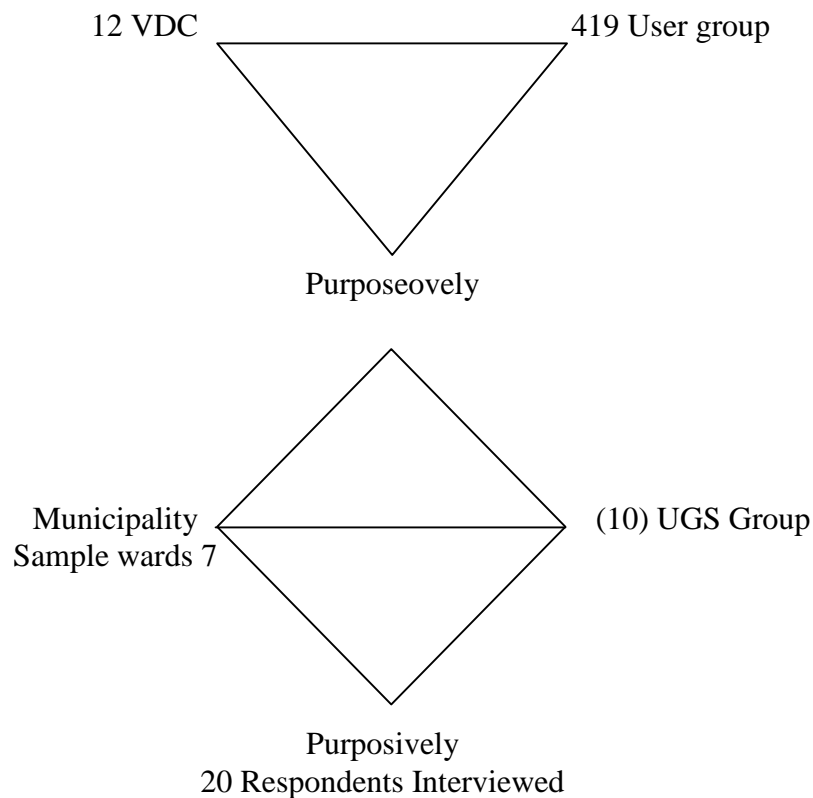 12 VDC
419 User group
Purposeovely
Municipality
Sample wards 7
(10) UGS Group
Purposively
20 Respondents Interviewed